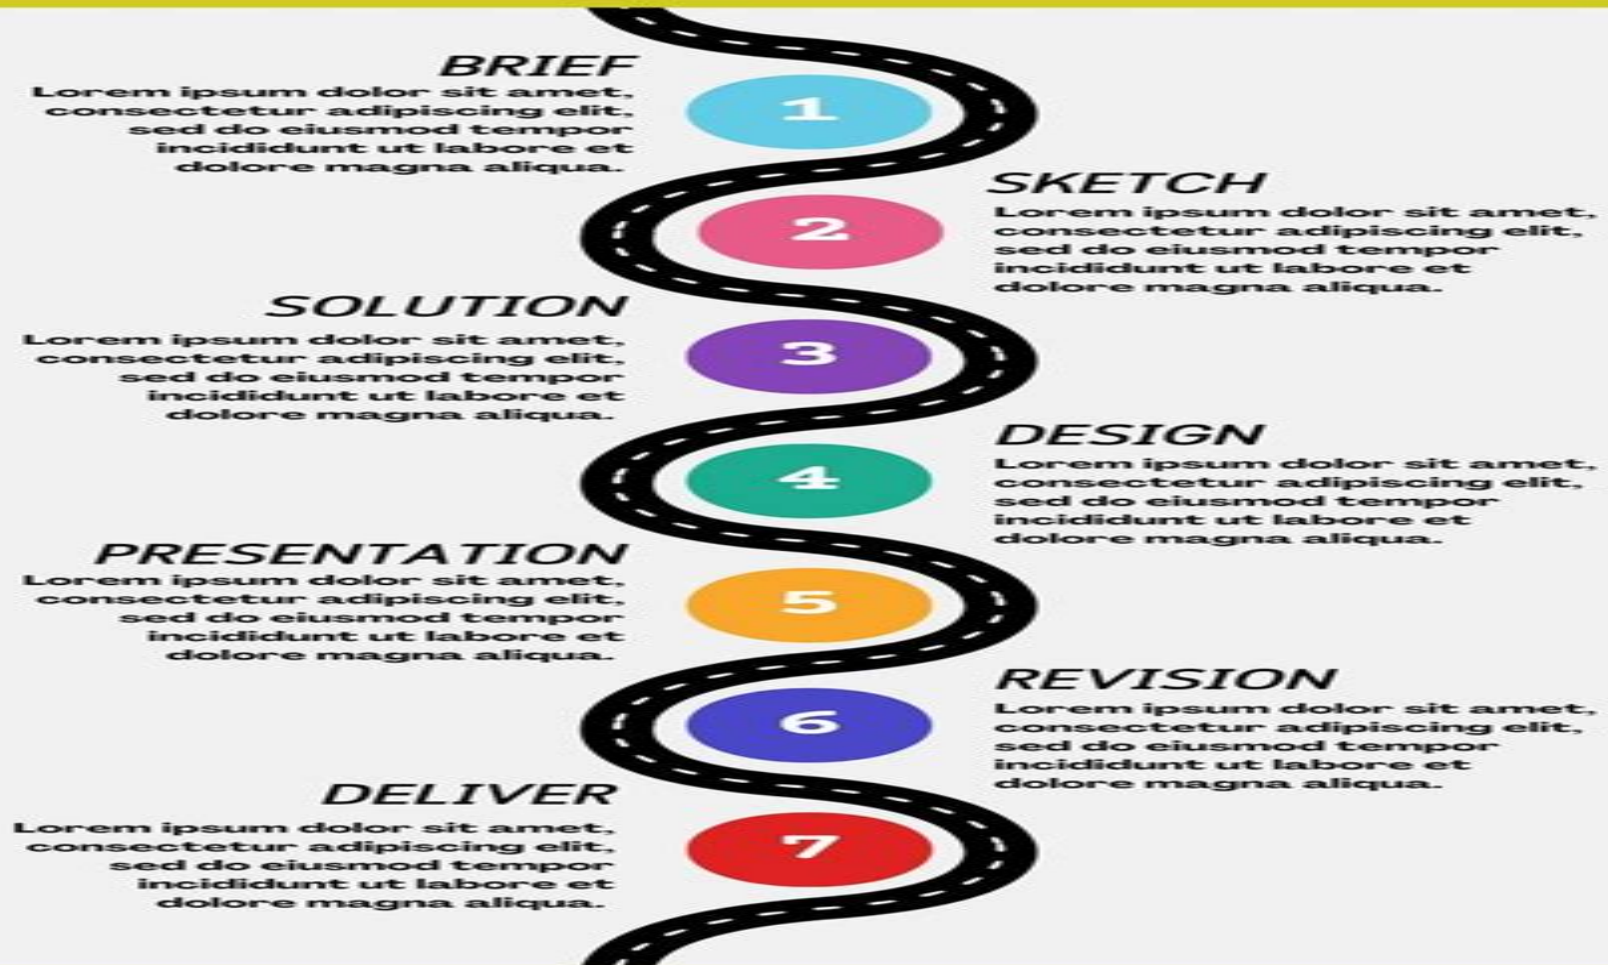 BRIEF
Lorem ipsum dolor sit amet,
consectetur adipiscing elit,
sed do eiusmod tempor
incididunt ut labore et
dolore magna aliqua.
1
SKETCH
Lorem ipsum dolor sit amet,
consectetur adipiscing elit,
sed do eiusmod tempor
incididunt ut labore et
dolore magna aliqua.
2
SOLUTION
Lorem ipsum dolor sit amet,
consectetur adipiscing elit,
sed do eiusmod tempor
incididunt ut labore et
dolore magna aliqua.
3
DESIGN
Lorem ipsum dolor sit amet,
consectetur adipiscing elit,
sed do eiusmod tempor
incididunt ut labore et
dolore magna aliqua.
4
PRESENTATION
Lorem ipsum dolor sit amet,
consectetur adipiscing elit,
sed do eiusmod tempor
incididunt ut labore et
dolore magna aliqua.
5
REVISION
Lorem ipsum dolor sit amet,
consectetur adipiscing elit,
sed do eiusmod tempor
incididunt ut labore et
dolore magna aliqua.
6
DELIVER
Lorem ipsum dolor sit amet,
consectetur adipiscing elit,
sed do eiusmod tempor
incididunt ut labore et
dolore magna aliqua.
7